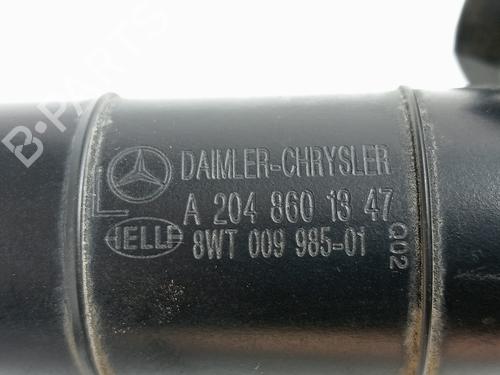 DAIMLER-CHRYSLER
L
A 204 860 13 47
HELLA
8WT 009 985-01
Q02
B-PARTS